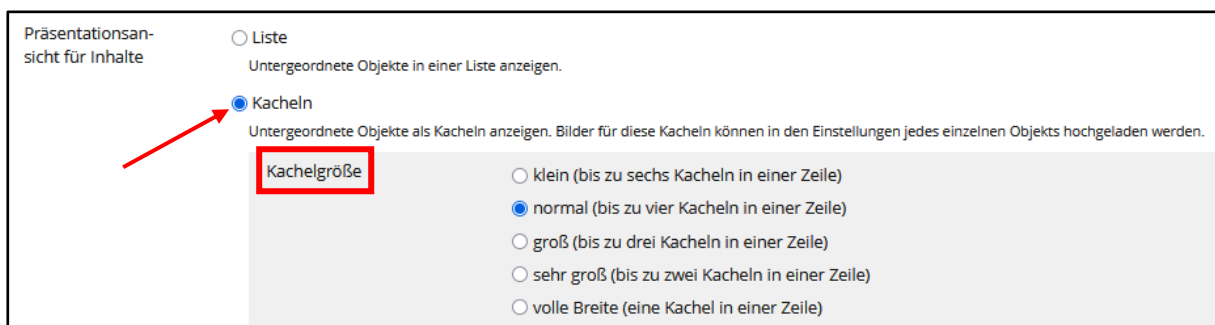 Präsentationsan-
sicht für Inhalte
Liste
Untergeordnete Objekte in einer Liste anzeigen.
Kacheln
Untergeordnete Objekte als Kacheln anzeigen. Bilder für diese Kacheln können in den Einstellungen jedes einzelnen Objekts hochgeladen werden.
Kachelgröße
klein (bis zu sechs Kacheln in einer Zeile)
normal (bis zu vier Kacheln in einer Zeile)
groß (bis zu drei Kacheln in einer Zeile)
sehr groß (bis zu zwei Kacheln in einer Zeile)
volle Breite (eine Kachel in einer Zeile)